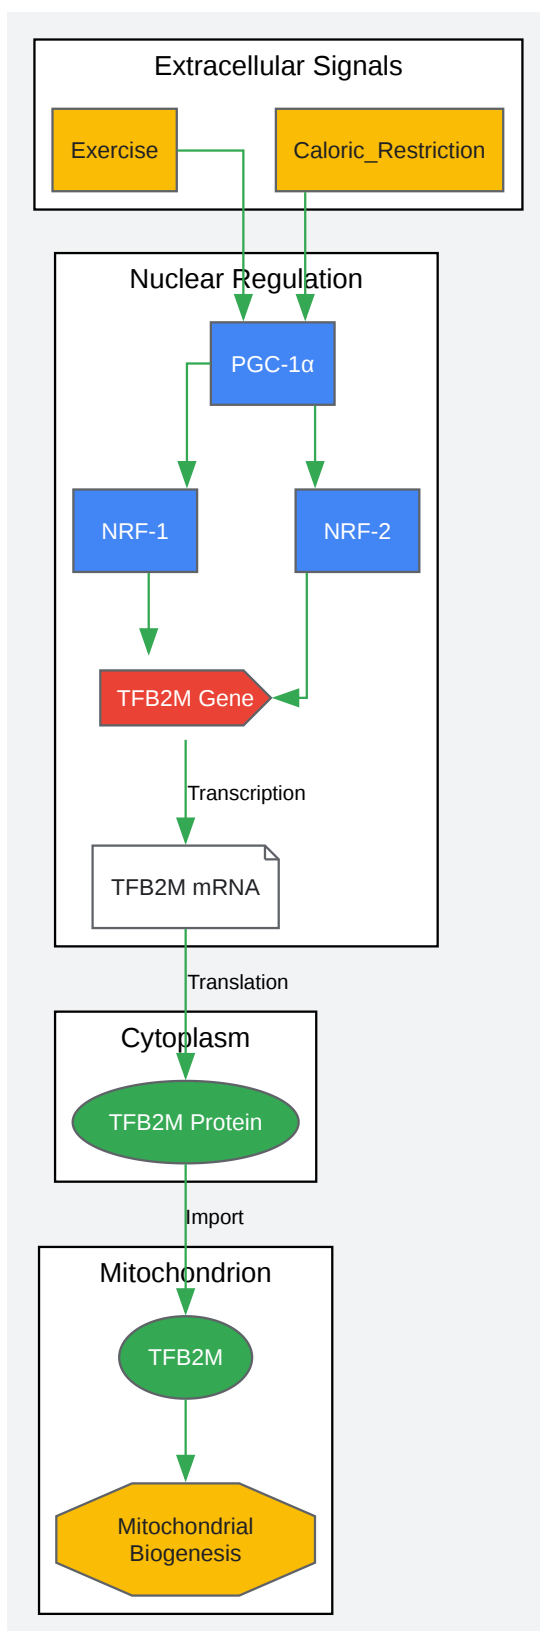 Extracellular Signals
Exercise
Caloric_Restriction
Nuclear Regulation
PGC-1α
NRF-1
NRF-2
TFB2M Gene
Transcription
TFB2M mRNA
Translation
Cytoplasm
TFB2M Protein
Import
Mitochondrion
TFB2M
Mitochondrial
Biogenesis